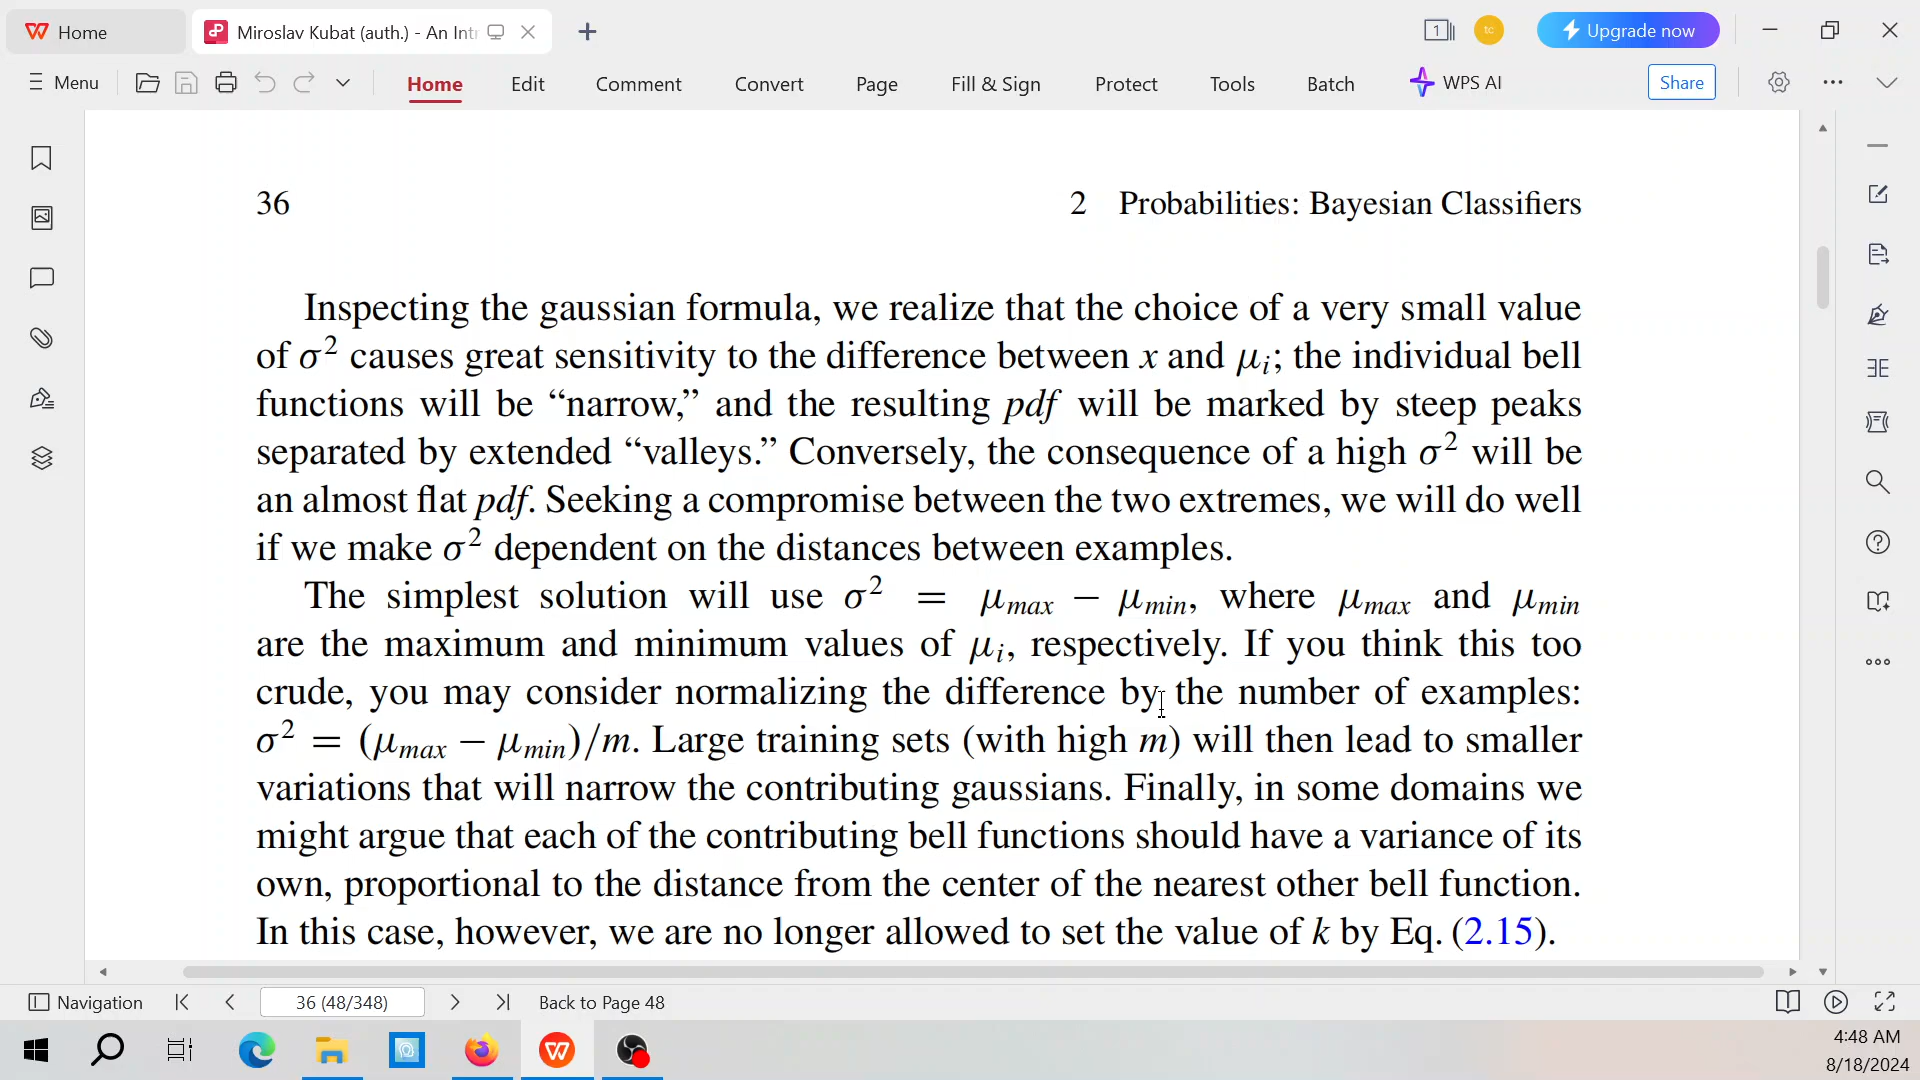 Home
Miroslav Kubat (auth.) - An Intr
1
tc
Upgrade now
Menu
Home Edit Comment Convert Page Fill & Sign Protect Tools Batch WPS AI Share
36 2 Probabilities: Bayesian Classifiers
Inspecting the gaussian formula, we realize that the choice of a very small value
of σ² causes great sensitivity to the difference between x and μᵢ; the individual bell
functions will be “narrow,” and the resulting pdf will be marked by steep peaks
separated by extended “valleys.” Conversely, the consequence of a high σ² will be
an almost flat pdf. Seeking a compromise between the two extremes, we will do well
if we make σ² dependent on the distances between examples.
The simplest solution will use σ² = μmax − μmin, where μmax and μmin
are the maximum and minimum values of μᵢ, respectively. If you think this too
crude, you may consider normalizing the difference by the number of examples:
σ² = (μmax − μmin)/m. Large training sets (with high m) will then lead to smaller
variations that will narrow the contributing gaussians. Finally, in some domains we
might argue that each of the contributing bell functions should have a variance of its
own, proportional to the distance from the center of the nearest other bell function.
In this case, however, we are no longer allowed to set the value of k by Eq. (2.15).
Navigation 36 (48/348) Back to Page 48
4:48 AM
8/18/2024